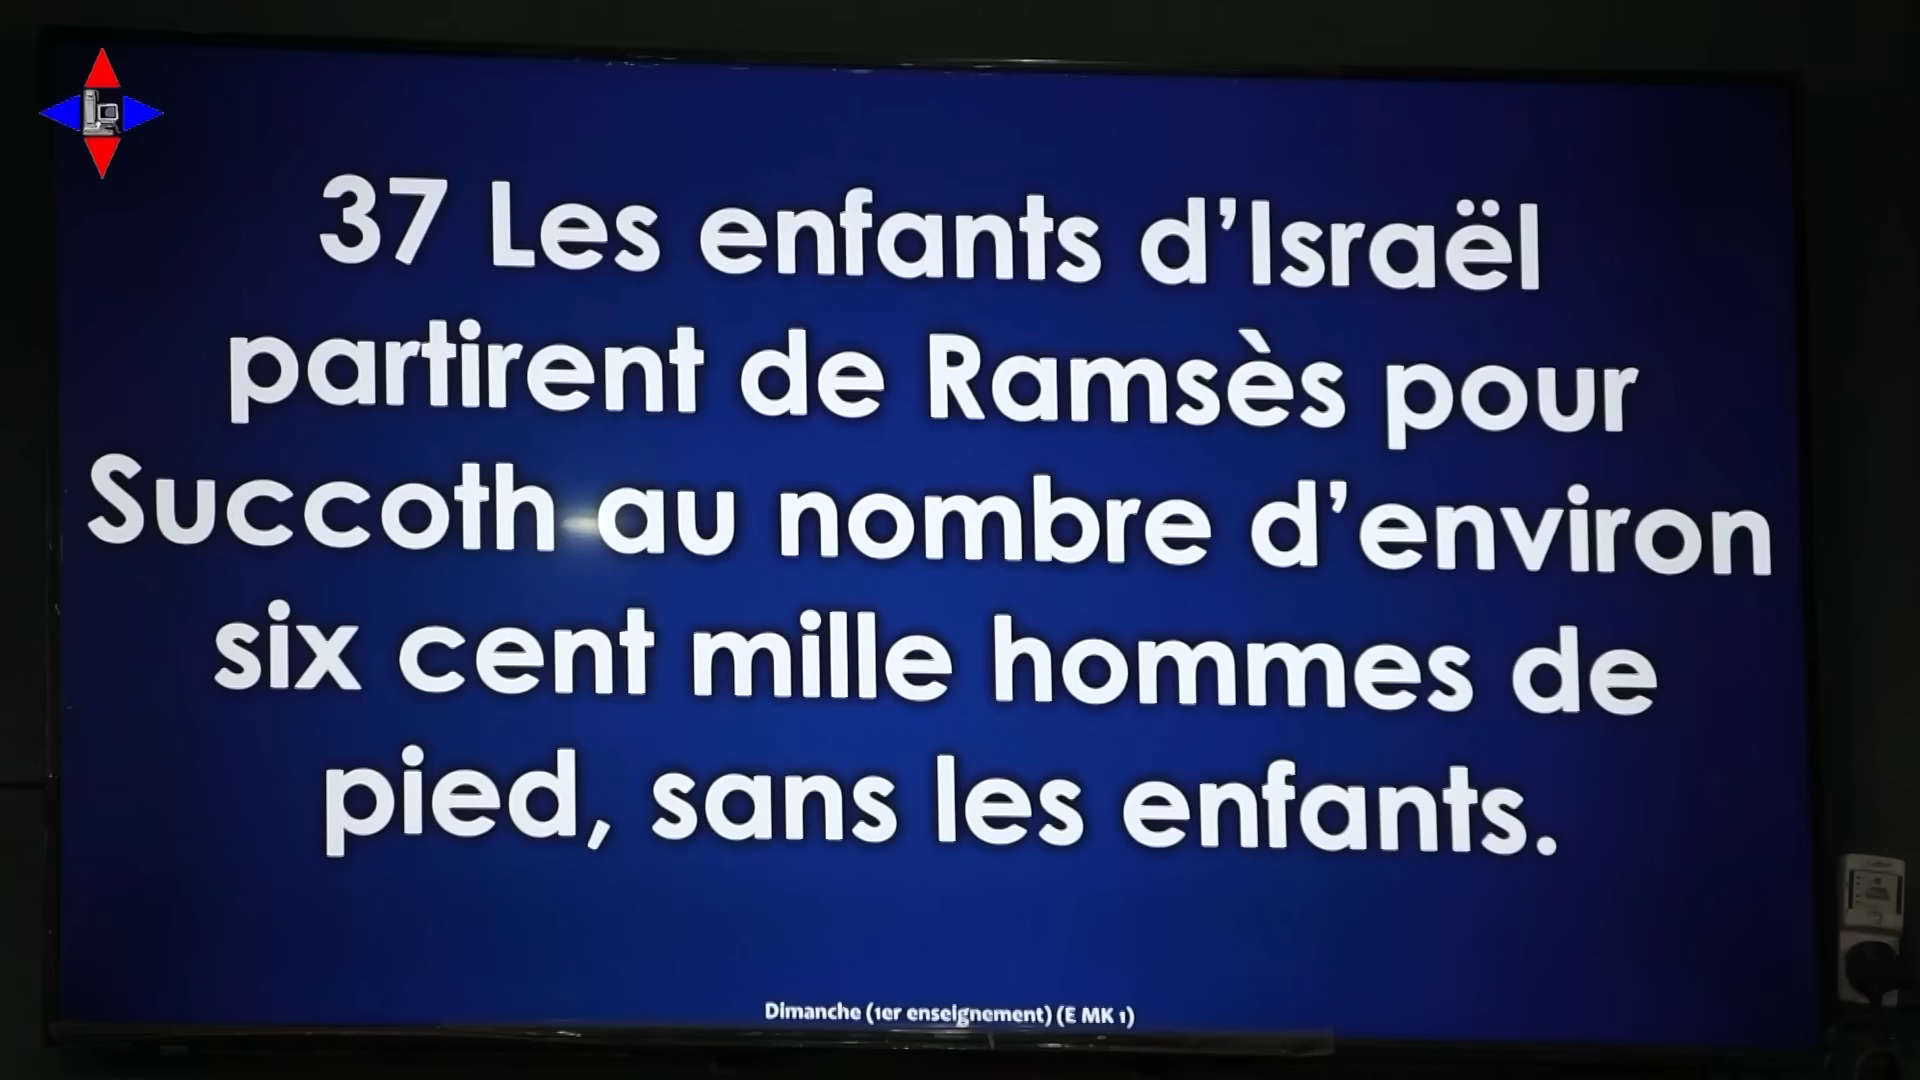 37 Les enfants d’Israël
partirent de Ramsès pour
Succoth au nombre d’environ
six cent mille hommes de
pied, sans les enfants.
Dimanche (1er enseignement) (E MK 1)